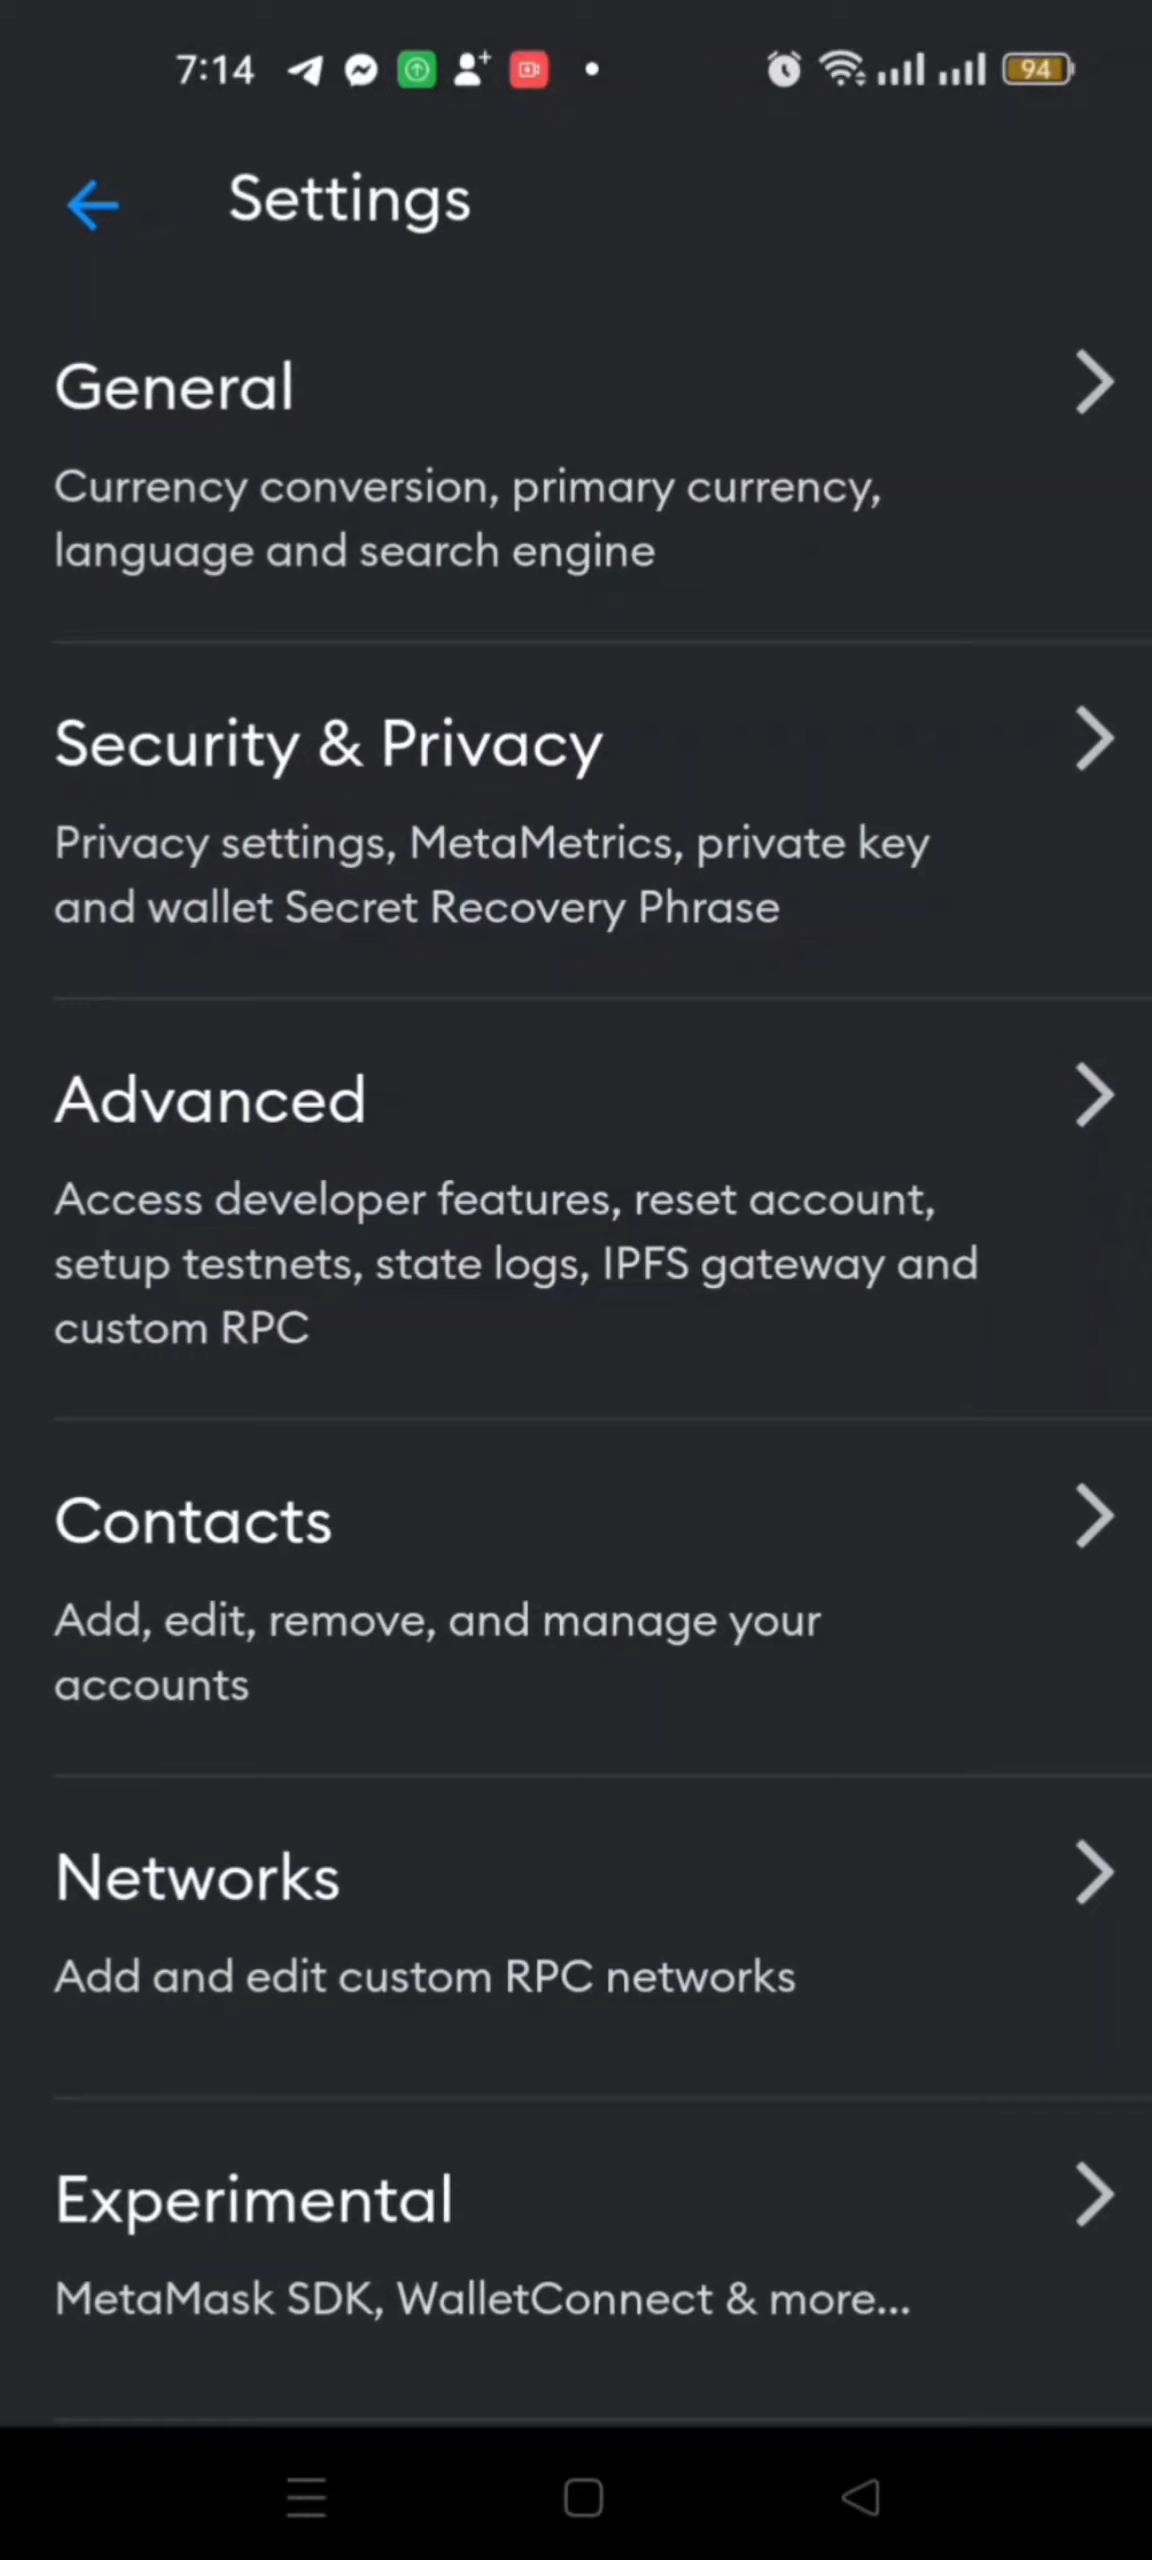 7:14
94
Settings
General
Currency conversion, primary currency,
language and search engine
Security & Privacy
Privacy settings, MetaMetrics, private key
and wallet Secret Recovery Phrase
Advanced
Access developer features, reset account,
setup testnets, state logs, IPFS gateway and
custom RPC
Contacts
Add, edit, remove, and manage your
accounts
Networks
Add and edit custom RPC networks
Experimental
MetaMask SDK, WalletConnect & more...